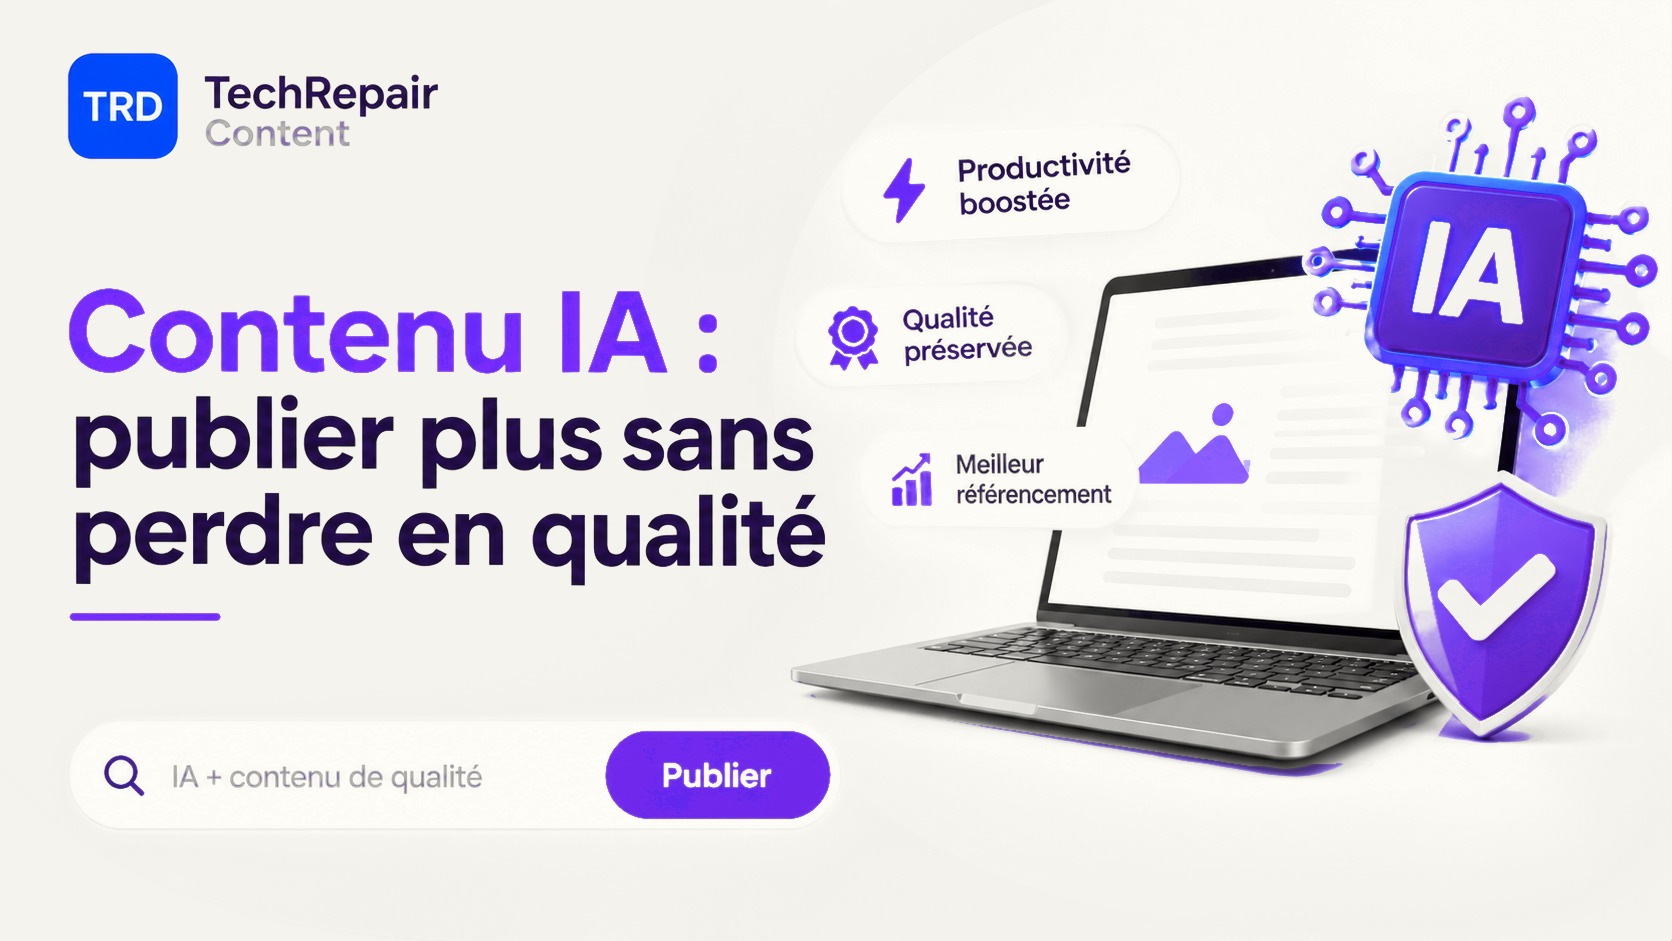 TRD
TechRepair
Content
Contenu IA :
publier plus sans
perdre en qualité
IA + contenu de qualité
Publier
Productivité
boostée
Qualité
préservée
Meilleur
référencement
IA